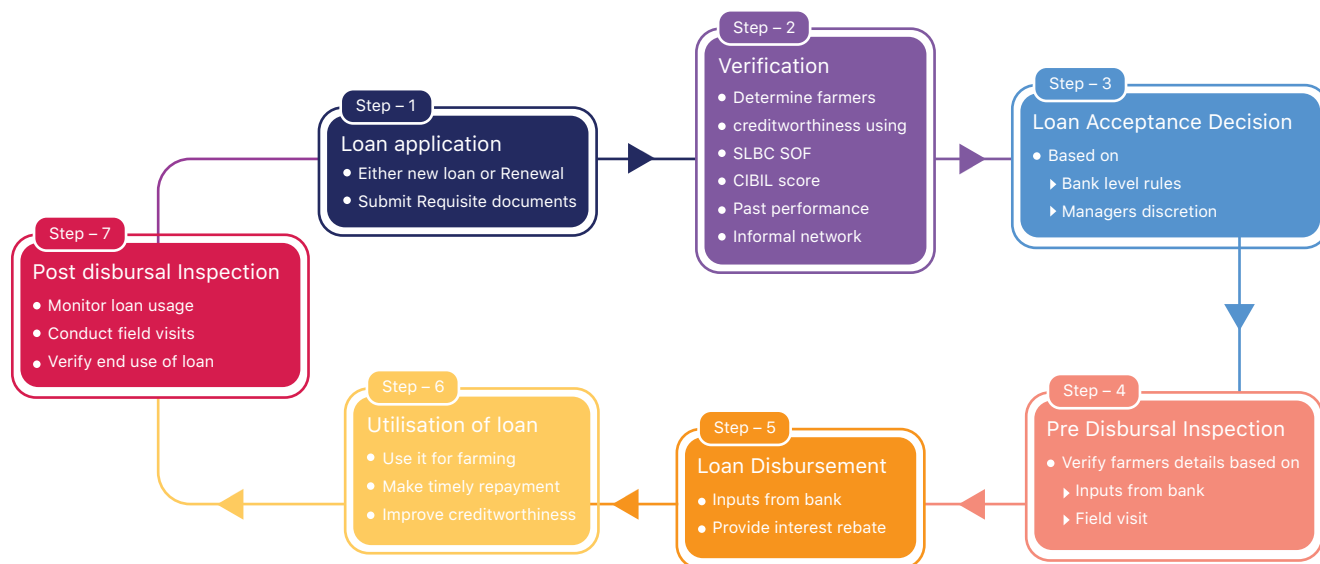 Step – 1
Loan application
• Either new loan or Renewal
• Submit Requisite documents
Step – 2
Verification
• Determine farmers
• creditworthiness using
• SLBC SOF
• CIBIL score
• Past performance
• Informal network
Step – 3
Loan Acceptance Decision
• Based on
Bank level rules
Managers discretion
Step – 4
Pre Disbursal Inspection
• Verify farmers details based on
Inputs from bank
Field visit
Step – 5
Loan Disbursement
• Inputs from bank
• Provide interest rebate
Step – 6
Utilisation of loan
• Use it for farming
• Make timely repayment
• Improve creditworthiness
Step – 7
Post disbursal Inspection
• Monitor loan usage
• Conduct field visits
• Verify end use of loan